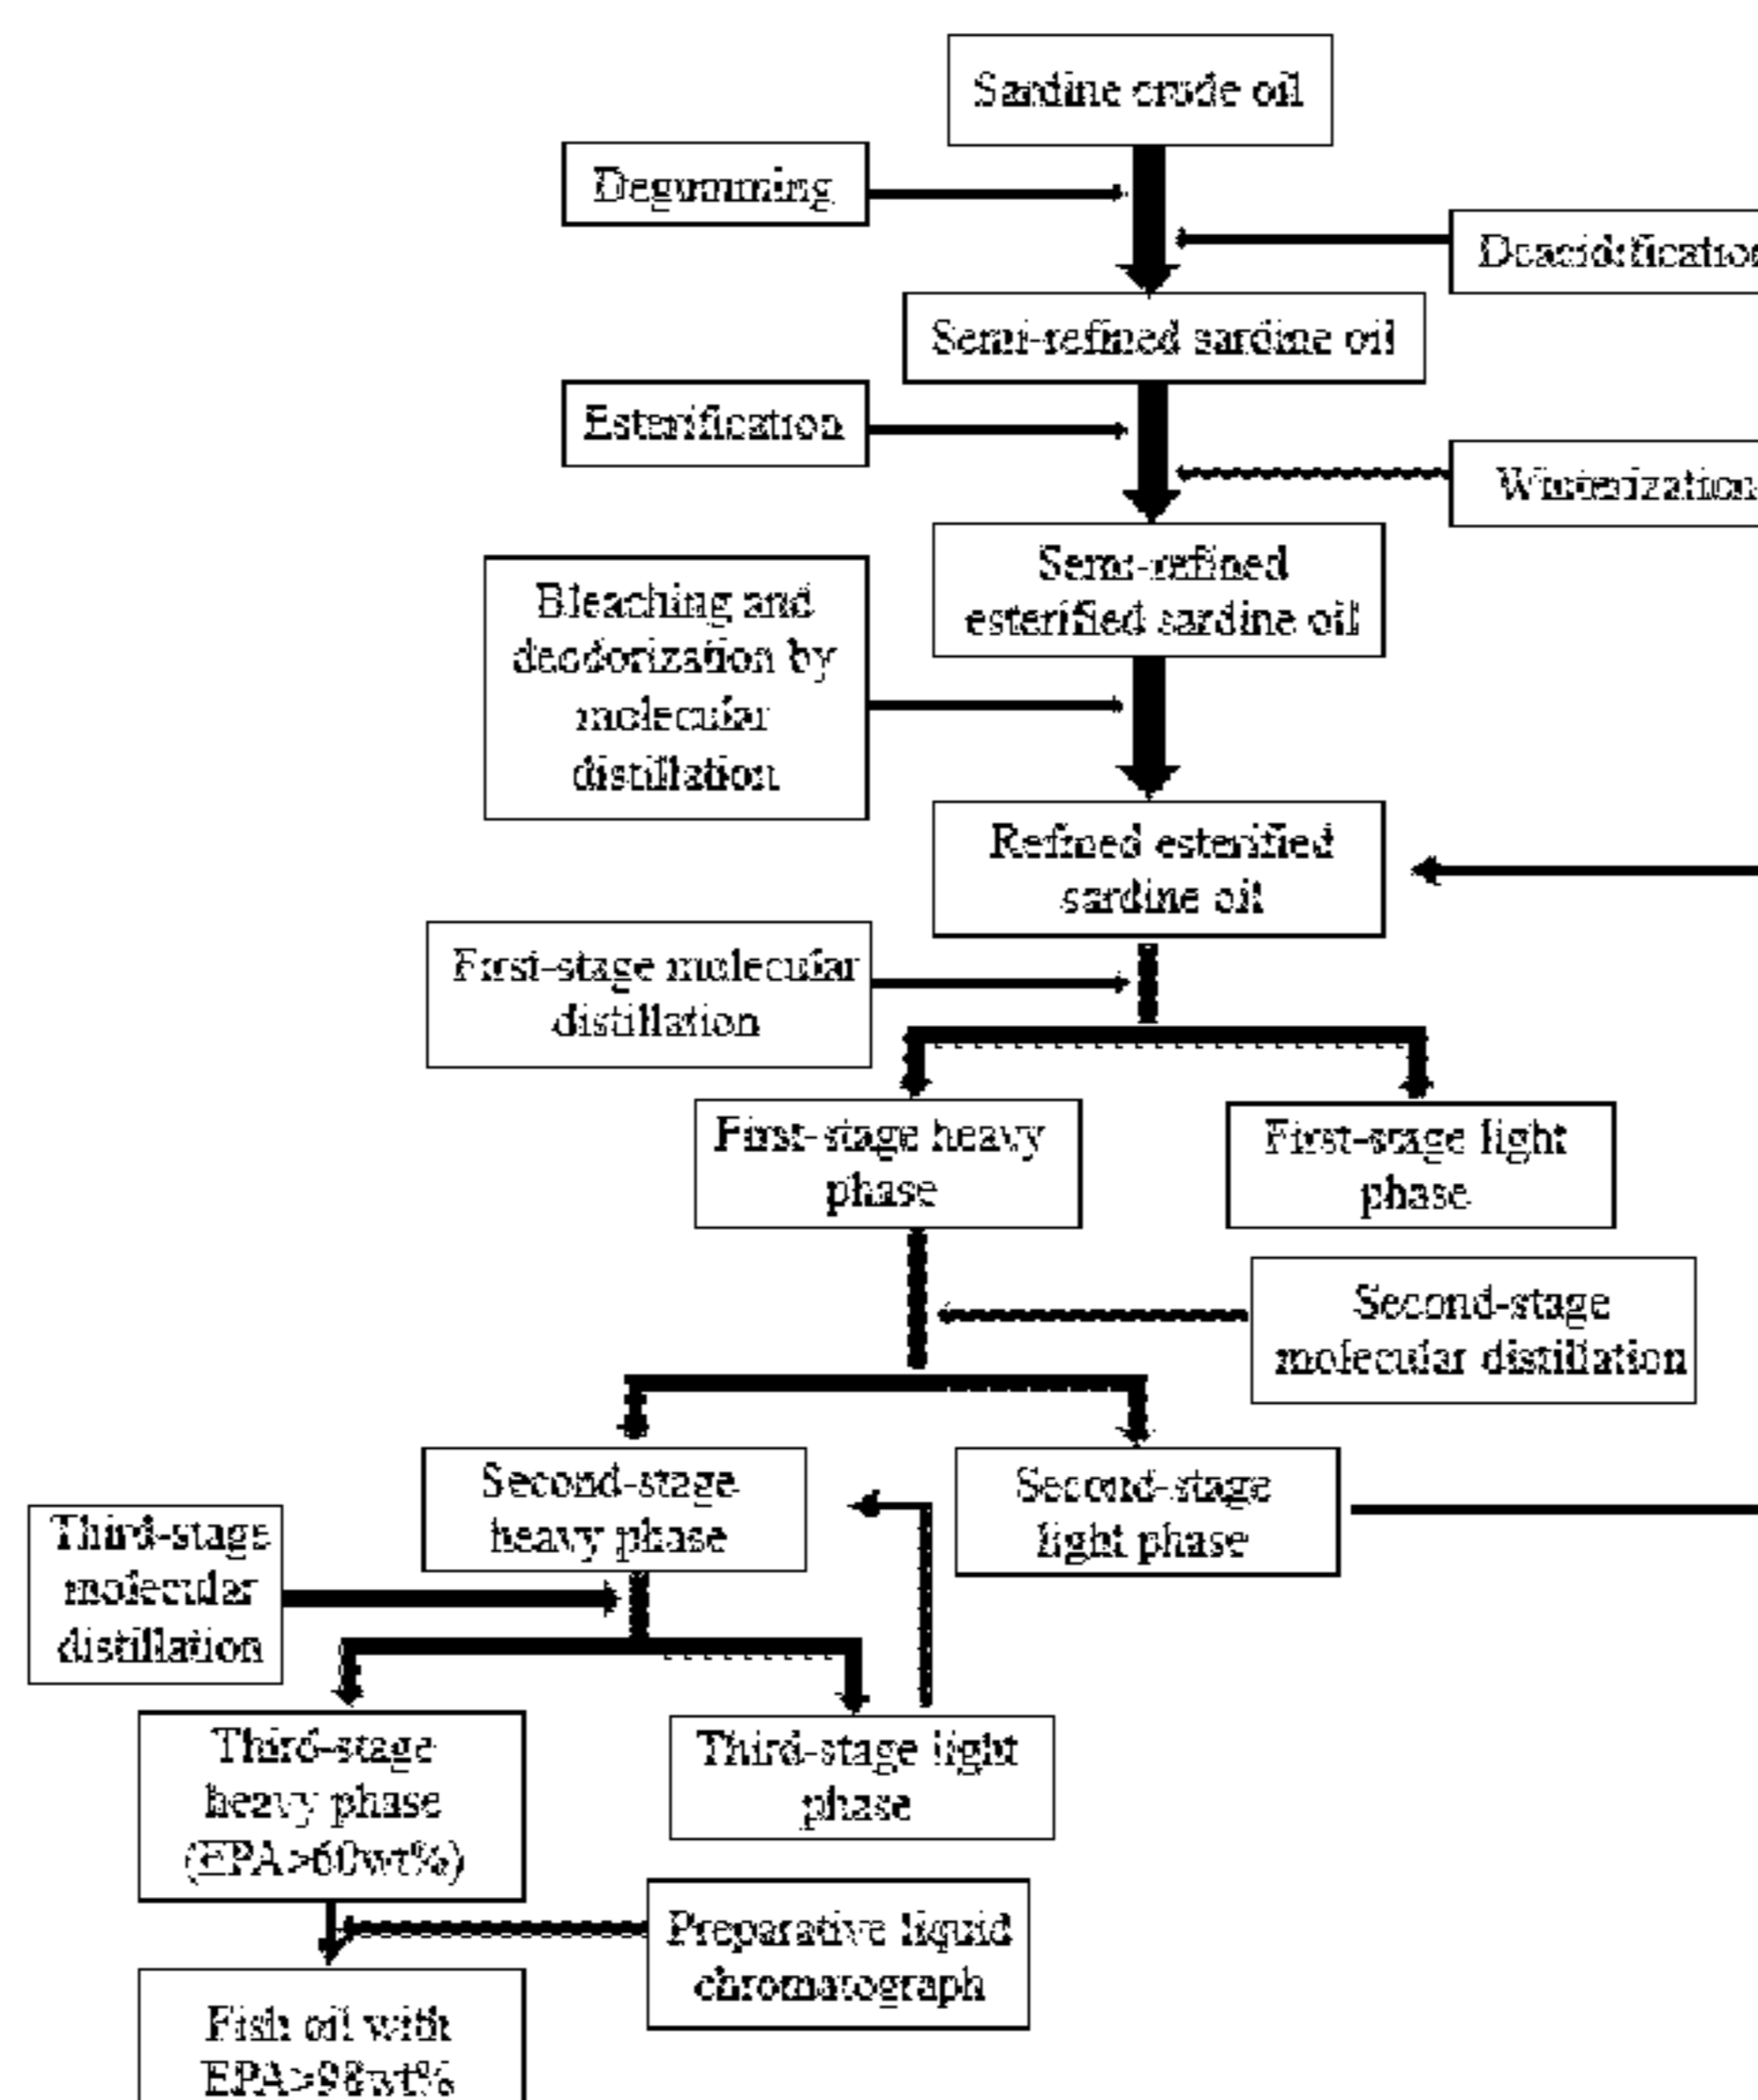 Sardine crude oil
Degumming
Deacidification
Semi-refined sardine oil
Esterification
Winterization
Semi-refined
esterified sardine oil
Bleaching and
deodorization by
molecular
distillation
Refined esterified
sardine oil
First-stage molecular
distillation
First-stage heavy
phase
First-stage light
phase
Second-stage
molecular distillation
Second-stage
heavy phase
Second-stage
light phase
Third-stage
molecular
distillation
Third-stage
heavy phase
(EPA>60wt%)
Third-stage light
phase
Preparative liquid
chromatograph
Fish oil with
EPA>98wt%